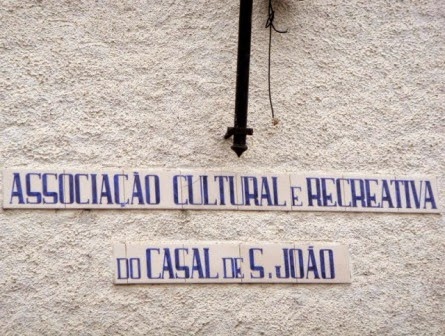 ASSOCIAÇÃO CULTURAL E RECREATIVA
DO CASAL DE S. JOÃO